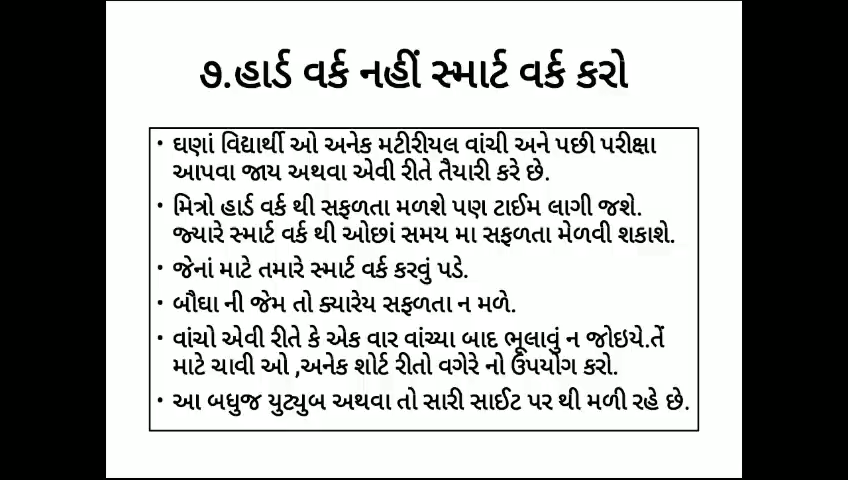 ૭.હાર્ડ વર્ક નહીં સ્માર્ટ વર્ક કરો
• ઘણાં વિદ્યાર્થી ઓ અનેક મટીરીયલ વાંચી અને પછી પરીક્ષા
આપવા જાય અથવા એવી રીતે તૈયારી કરે છે.
• મિત્રો હાર્ડ વર્ક થી સફળતા મળશે પણ ટાઈમ લાગી જશે.
જ્યારે સ્માર્ટ વર્ક થી ઓછાં સમય મા સફળતા મેળવી શકાશે.
• જેનાં માટે તમારે સ્માર્ટ વર્ક કરવું પડે.
• બૌઘા ની જેમ તો ક્યારેય સફળતા ન મળે.
• વાંચો એવી રીતે કે એક વાર વાંચ્યા બાદ ભૂલાવું ન જોઇયે.તેં
માટે ચાવી ઓ ,અનેક શોર્ટ રીતો વગેરે નો ઉપયોગ કરો.
• આ બધુજ યુટ્યુબ અથવા તો સારી સાઈટ પર થી મળી રહે છે.